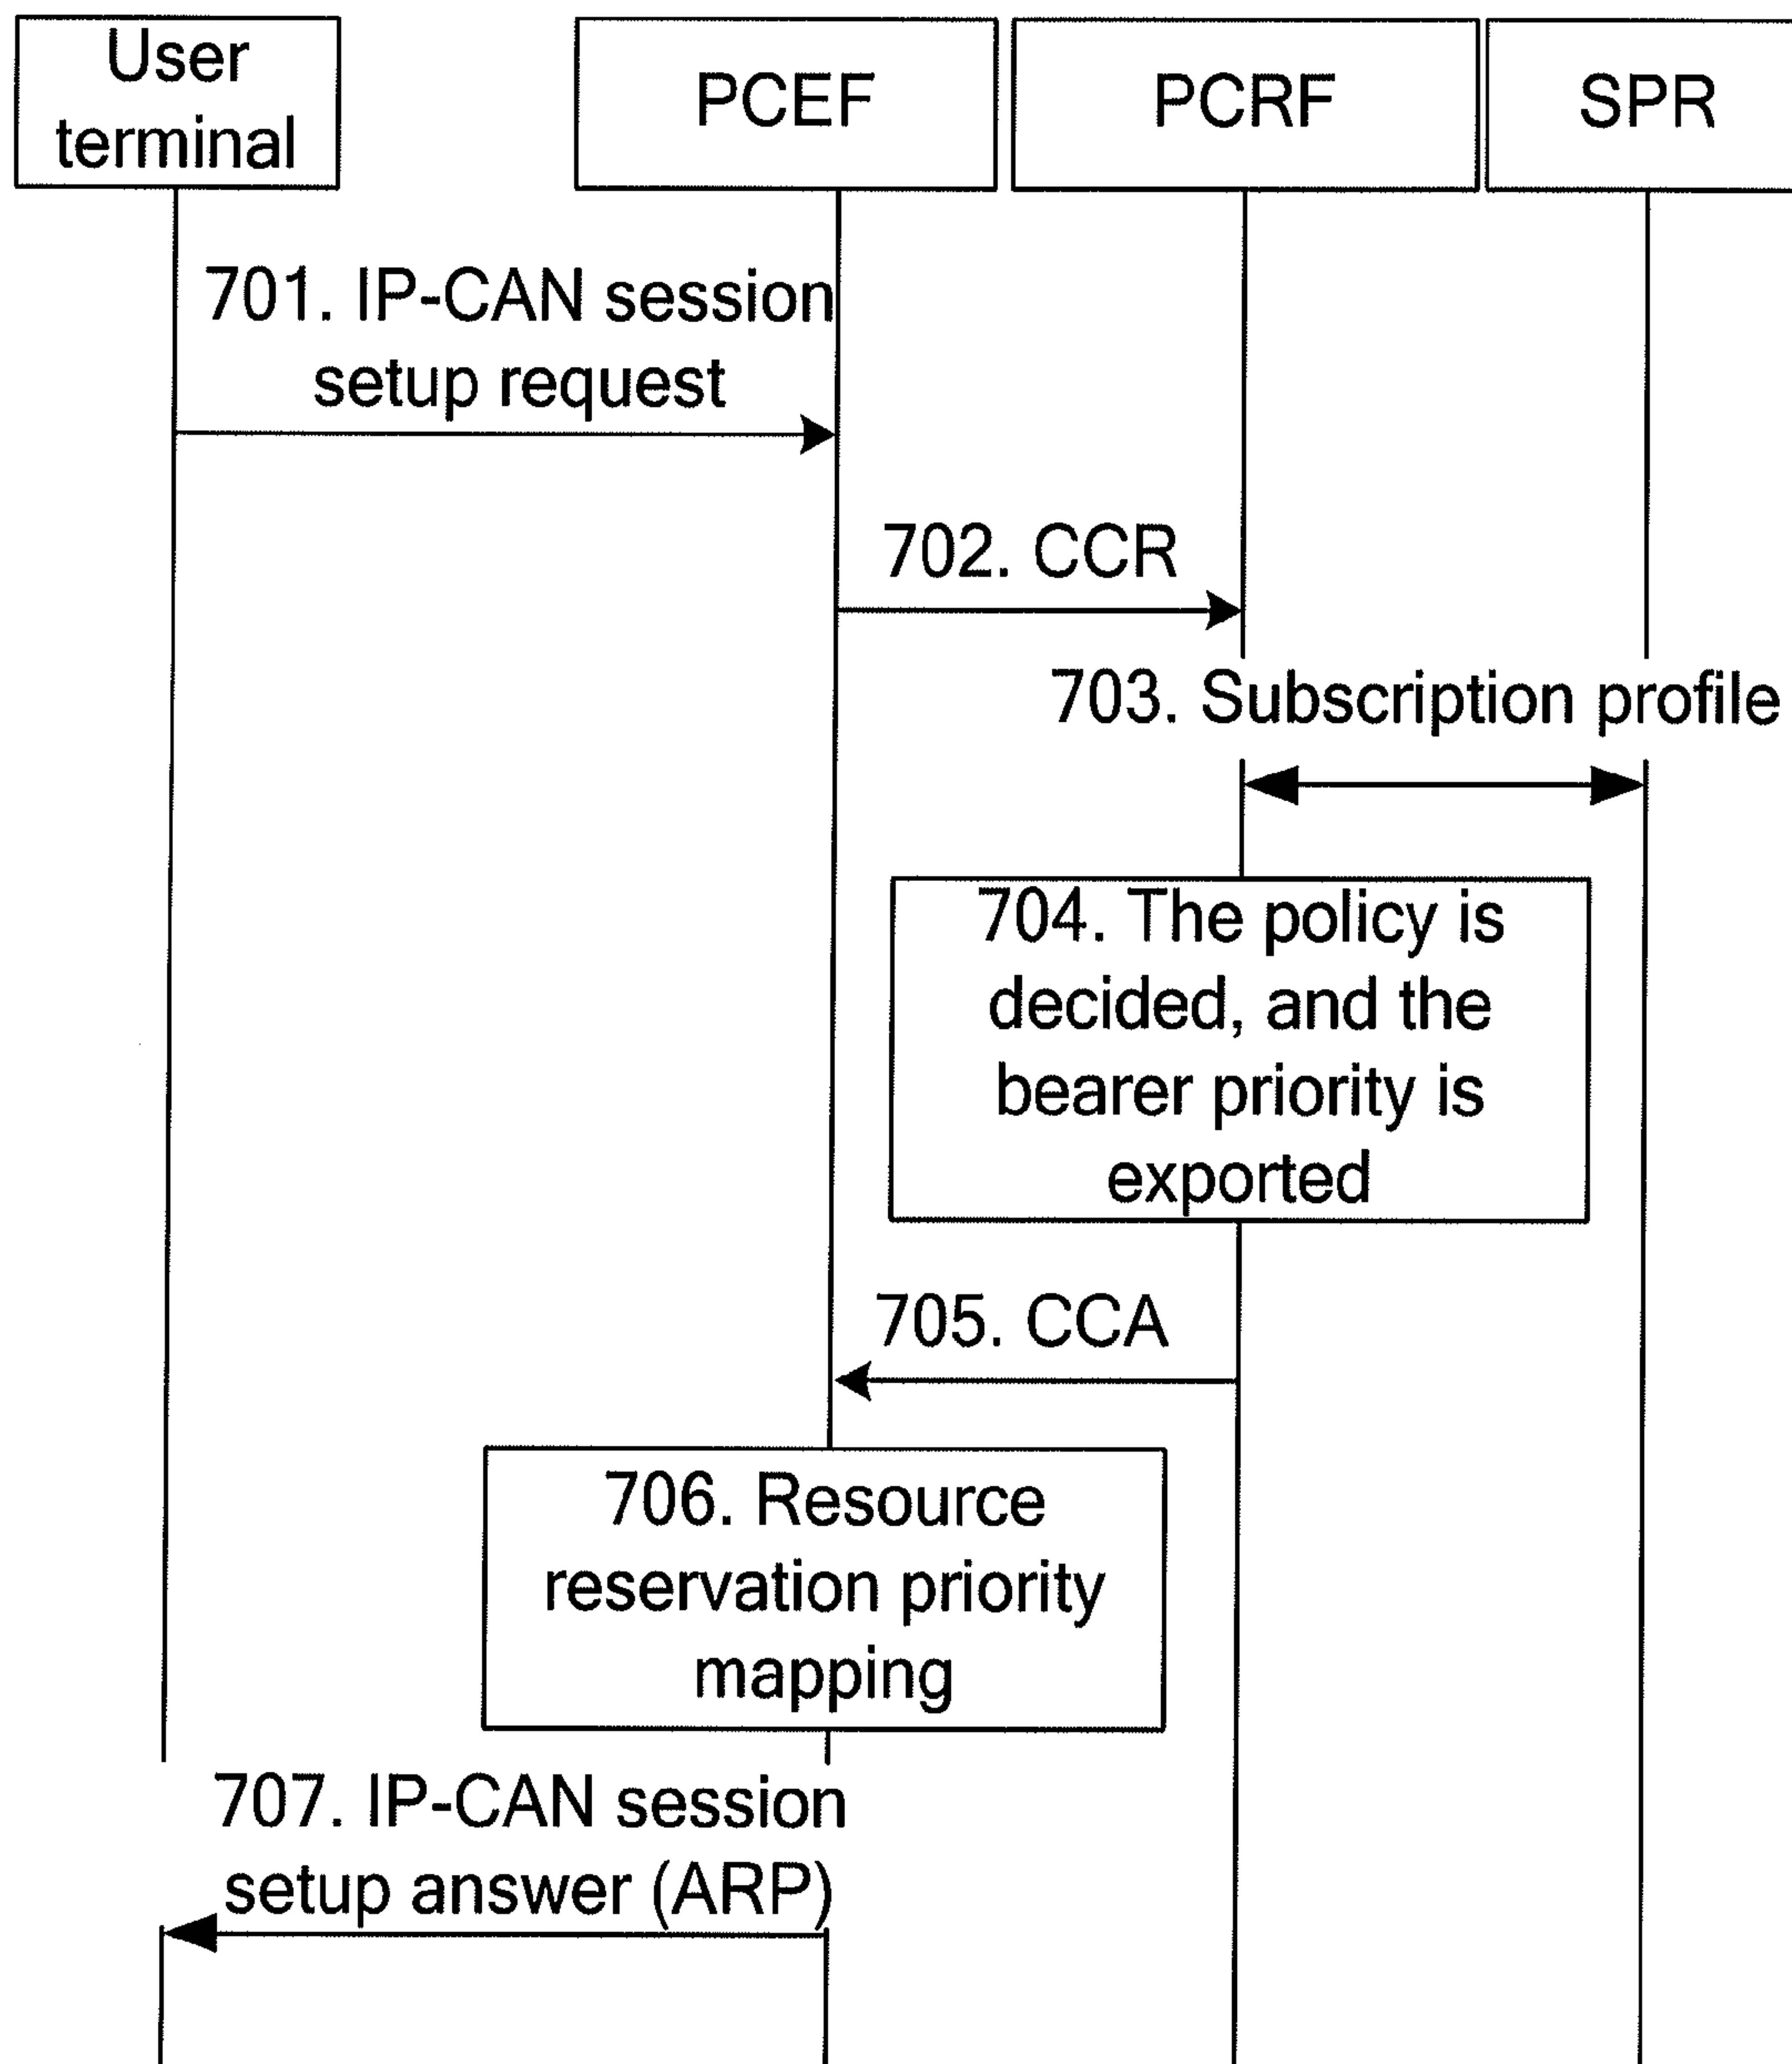 User
terminal
PCEF
PCRF
SPR
701. IP-CAN session
setup request
702. CCR
703. Subscription profile
704. The policy is
decided, and the
bearer priority is
exported
705. CCA
706. Resource
reservation priority
mapping
707. IP-CAN session
setup answer (ARP)